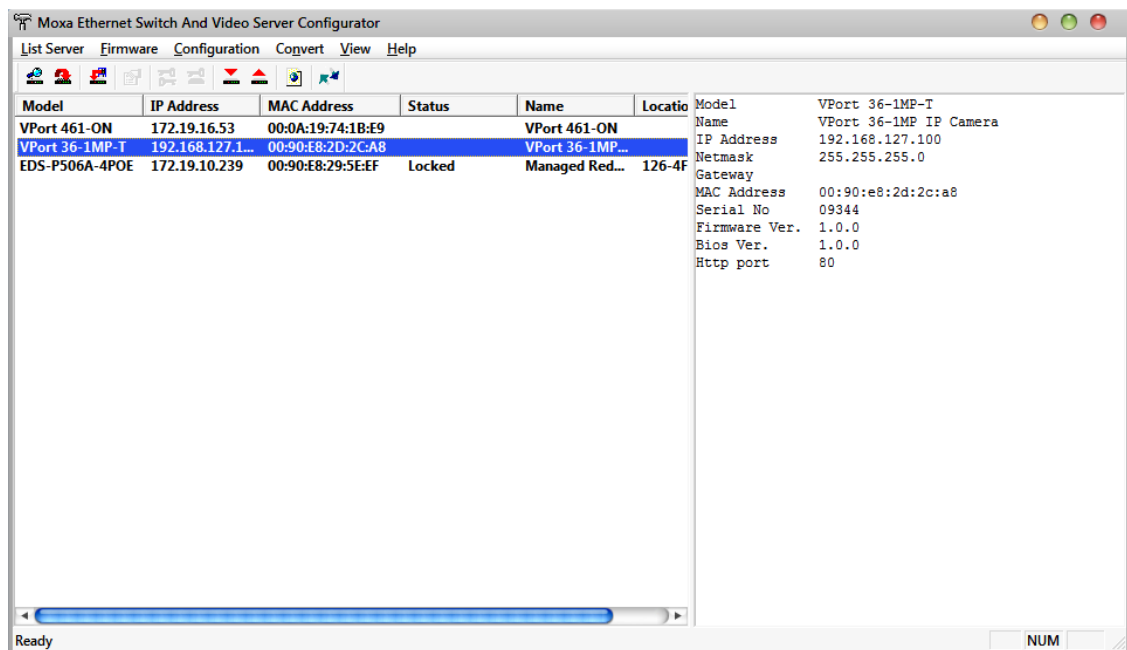 Moxa Ethernet Switch And Video Server Configurator
List Server Firmware Configuration Convert View Help
Model IP Address MAC Address Status Name Locatio
VPort 461-ON 172.19.16.53 00:0A:19:74:1B:E9 VPort 461-ON
VPort 36-1MP-T 192.168.127.1... 00:90:E8:2D:2C:A8 VPort 36-1MP...
EDS-P506A-4POE 172.19.10.239 00:90:E8:29:5E:EF Locked Managed Red... 126-4F
Model VPort 36-1MP-T
Name VPort 36-1MP IP Camera
IP Address 192.168.127.100
Netmask 255.255.255.0
Gateway
MAC Address 00:90:e8:2d:2c:a8
Serial No 09344
Firmware Ver. 1.0.0
Bios Ver. 1.0.0
Http port 80
Ready NUM